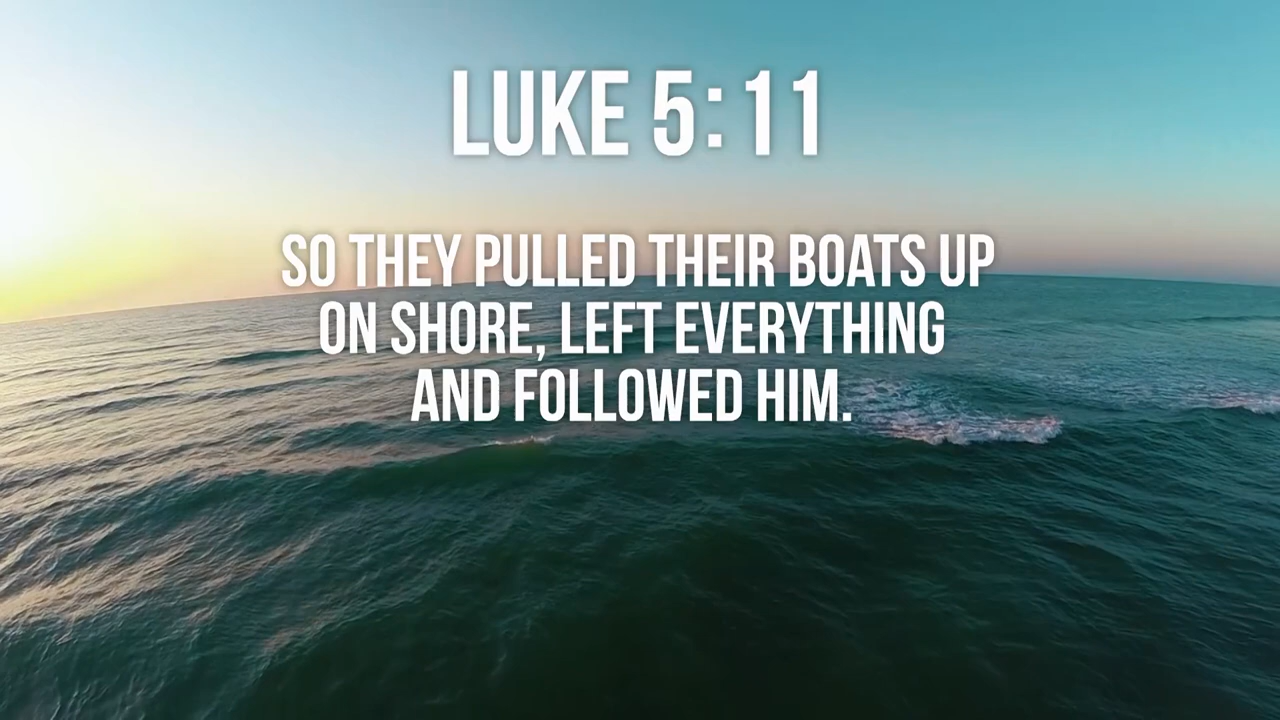 LUKE 5:11
SO THEY PULLED THEIR BOATS UP
ON SHORE, LEFT EVERYTHING
AND FOLLOWED HIM.